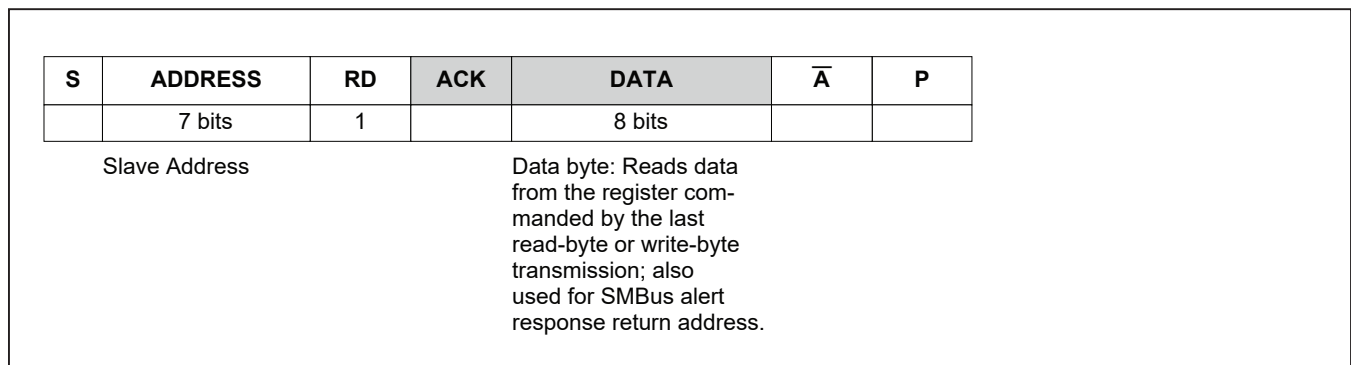 S ADDRESS RD ACK DATA A̅ P
7 bits 1 8 bits
Slave Address
Data byte: Reads data
from the register com-
manded by the last
read-byte or write-byte
transmission; also
used for SMBus alert
response return address.